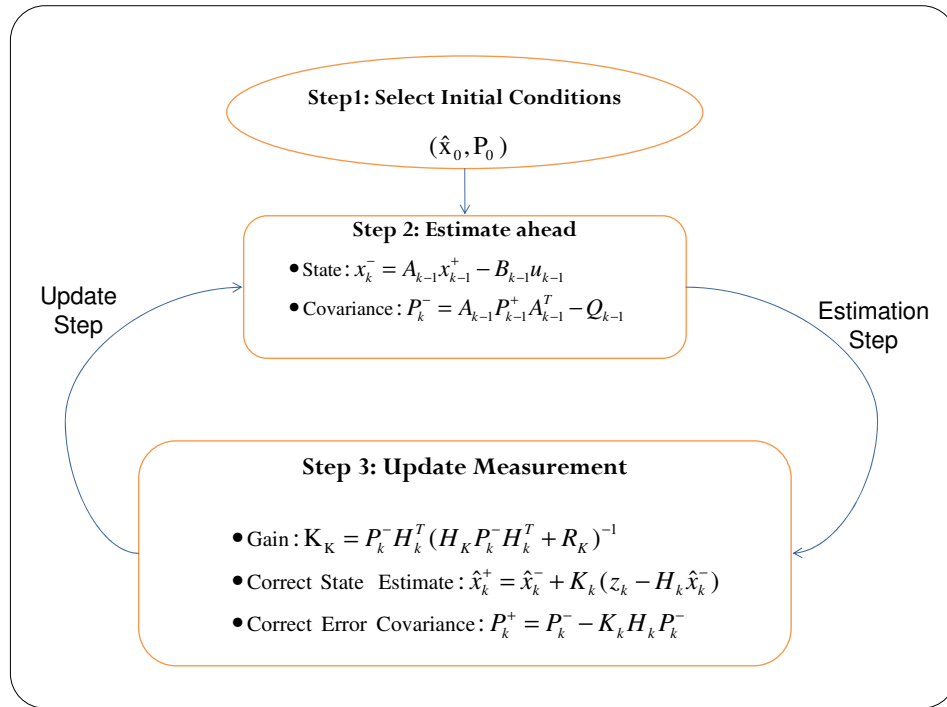 Step1: Select Initial Conditions
(x̂₀, P₀)
Step 2: Estimate ahead
• State: x_k^- = A_{k-1} x_{k-1}^+ − B_{k-1} u_{k-1}
• Covariance: P_k^- = A_{k-1} P_{k-1}^+ A_{k-1}^T − Q_{k-1}
Update
Step
Estimation
Step
Step 3: Update Measurement
• Gain: K_K = P_k^- H_k^T (H_K P_k^- H_k^T + R_K)^{-1}
• Correct State Estimate: x̂_k^+ = x̂_k^- + K_k (z_k − H_k x̂_k^-)
• Correct Error Covariance: P_k^+ = P_k^- − K_k H_k P_k^-